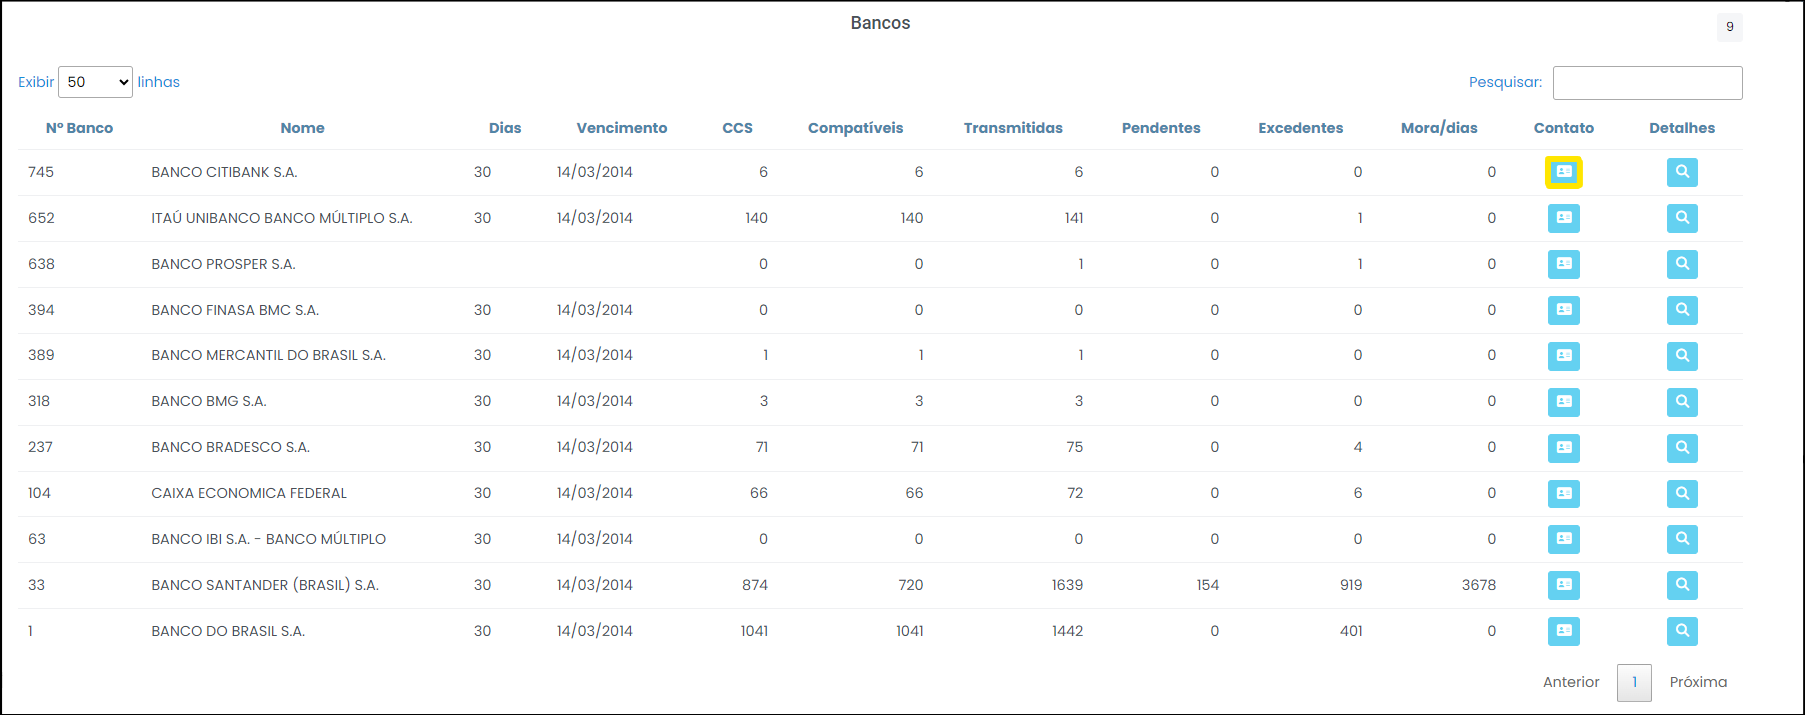 Bancos
9
Exibir 50 linhas
Pesquisar:
Nº Banco Nome Dias Vencimento CCS Compatíveis Transmitidas Pendentes Excedentes Mora/dias Contato Detalhes
745 BANCO CITIBANK S.A. 30 14/03/2014 6 6 6 0 0 0
652 ITAÚ UNIBANCO BANCO MÚLTIPLO S.A. 30 14/03/2014 140 140 141 0 1 0
638 BANCO PROSPER S.A. 0 0 1 0 1 0
394 BANCO FINASA BMC S.A. 30 14/03/2014 0 0 0 0 0 0
389 BANCO MERCANTIL DO BRASIL S.A. 30 14/03/2014 1 1 1 0 0 0
318 BANCO BMG S.A. 30 14/03/2014 3 3 3 0 0 0
237 BANCO BRADESCO S.A. 30 14/03/2014 71 71 75 0 4 0
104 CAIXA ECONOMICA FEDERAL 30 14/03/2014 66 66 72 0 6 0
63 BANCO IBI S.A. - BANCO MÚLTIPLO 30 14/03/2014 0 0 0 0 0 0
33 BANCO SANTANDER (BRASIL) S.A. 30 14/03/2014 874 720 1639 154 919 3678
1 BANCO DO BRASIL S.A. 30 14/03/2014 1041 1041 1442 0 401 0
Anterior 1 Próxima